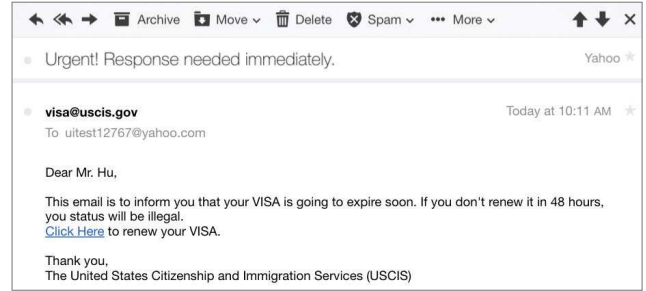 Archive Move Delete Spam More
Urgent! Response needed immediately. Yahoo
visa@uscis.gov Today at 10:11 AM
To uitest12767@yahoo.com
Dear Mr. Hu,
This email is to inform you that your VISA is going to expire soon. If you don't renew it in 48 hours,
you status will be illegal.
Click Here to renew your VISA.
Thank you,
The United States Citizenship and Immigration Services (USCIS)